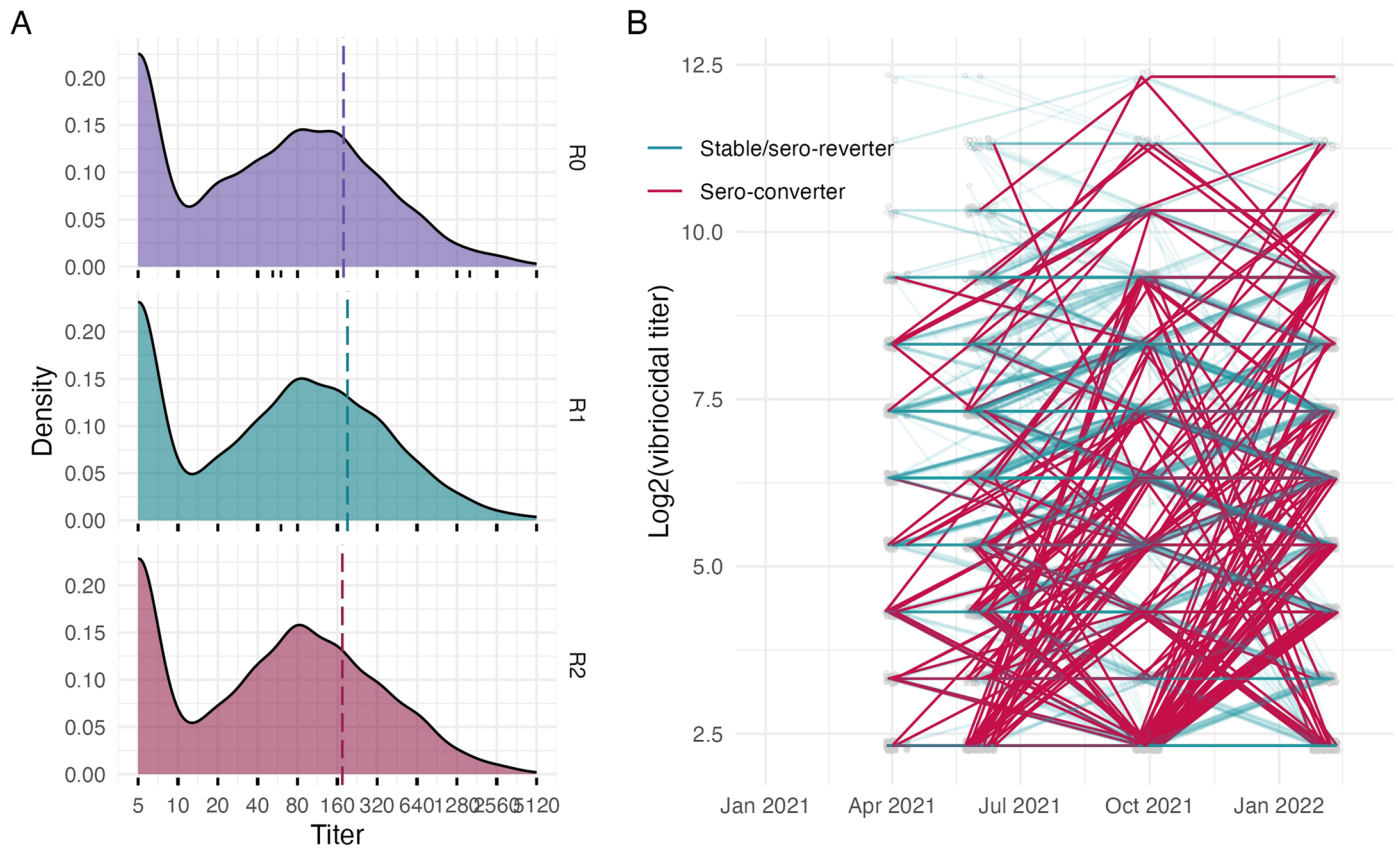 A
0.20
0.15
0.10
0.05
0.00
R0
0.20
0.15
0.10
0.05
0.00
R1
Density
0.20
0.15
0.10
0.05
0.00
R2
5 10 20 40 80 160 320 640 1280 2560 5120
Titer
B
12.5
10.0
7.5
5.0
2.5
Log2(vibriocidal titer)
Stable/sero-reverter
Sero-converter
Jan 2021 Apr 2021 Jul 2021 Oct 2021 Jan 2022